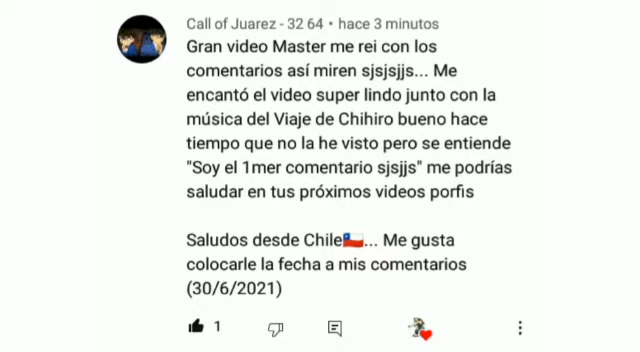 Call of Juarez - 32 64 • hace 3 minutos
Gran video Master me rei con los
comentarios así miren sjsjsjjs... Me
encantó el video super lindo junto con la
música del Viaje de Chihiro bueno hace
tiempo que no la he visto pero se entiende
"Soy el 1mer comentario sjsjjs" me podrías
saludar en tus próximos videos porfis
Saludos desde Chile🇨🇱... Me gusta
colocarle la fecha a mis comentarios
(30/6/2021)
1